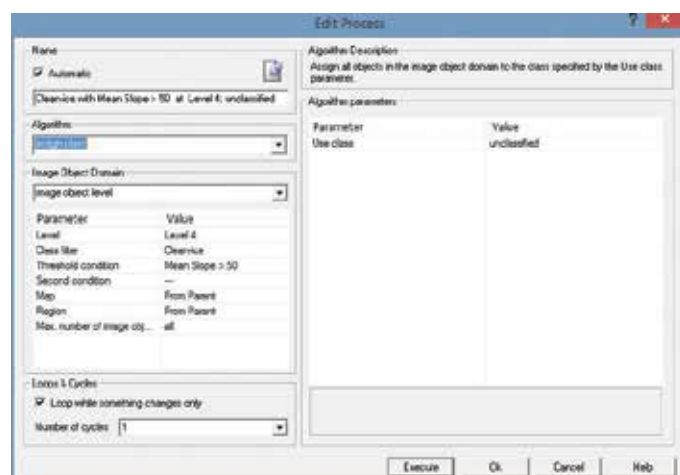 Edit Process
?
Name
Automatic
Cleanice with Mean Slope > 50 at Level 4: unclassified
Algorithm
assign class
Image Object Domain
image object level
Parameter Value
Level Level 4
Class filter Cleanice
Threshold condition Mean Slope > 50
Second condition —
Map From Parent
Region From Parent
Max. number of image obj... all
Loops & Cycles
Loop while something changes only
Number of cycles 1
Algorithm Description
Assign all objects in the image object domain to the class specified by the Use class
parameter.
Algorithm parameters
Parameter Value
Use class unclassified
Execute Ok Cancel Help